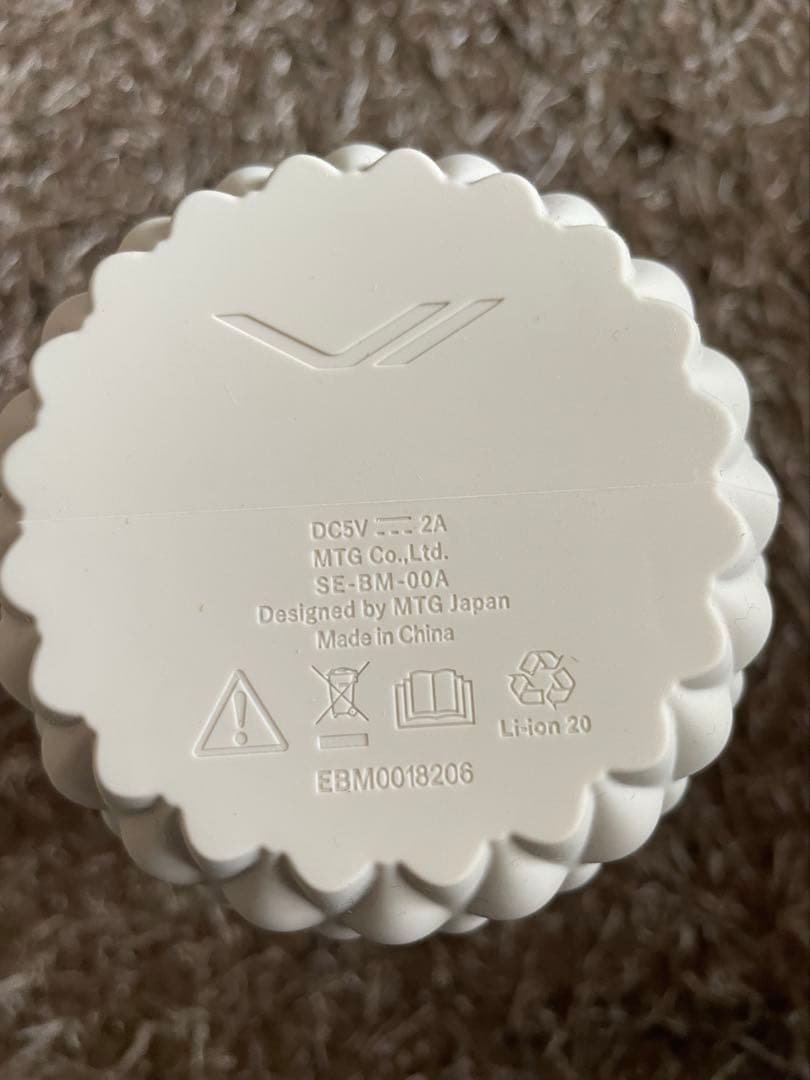 DC5V ⎓ 2A
MTG Co.,Ltd.
SE-BM-00A
Designed by MTG Japan
Made in China
Li-ion 20
EBM0018206